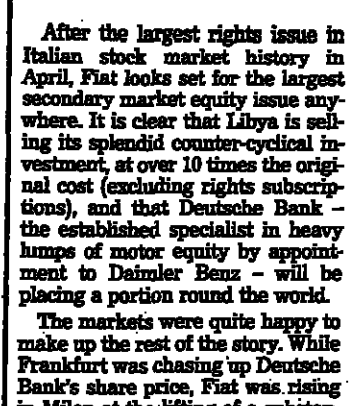 After the largest rights issue in
Italian stock market history in
April, Fiat looks set for the largest
secondary market equity issue any-
where. It is clear that Libya is sell-
ing its splendid counter-cyclical in-
vestment, at over 10 times the origi-
nal cost (excluding rights subscrip-
tions), and that Deutsche Bank –
the established specialist in heavy
lumps of motor equity by appoint-
ment to Daimler Benz – will be
placing a portion round the world.
The markets were quite happy to
make up the rest of the story. While
Frankfurt was chasing up Deutsche
Bank's share price, Fiat was rising
in Milan at the lifting of a